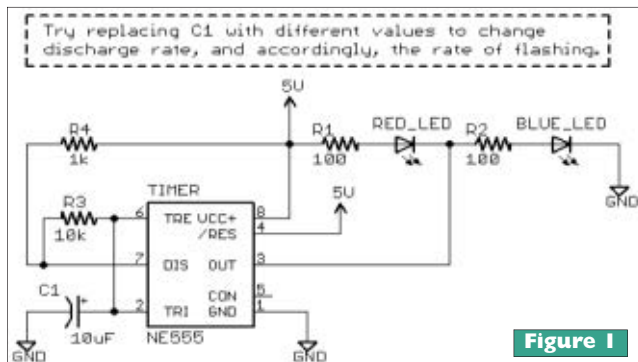 Try replacing C1 with different values to change
discharge rate, and accordingly, the rate of flashing.
5V
R4
1k
R1
100
RED_LED
R2
100
BLUE_LED
GND
TIMER
5V
R3
10k
6
TRE
VCC+
8
/RES
4
7
DIS
OUT
3
C1
+
10uF
2
TRI
CON
5
GND
1
NE555
GND
GND
Figure 1